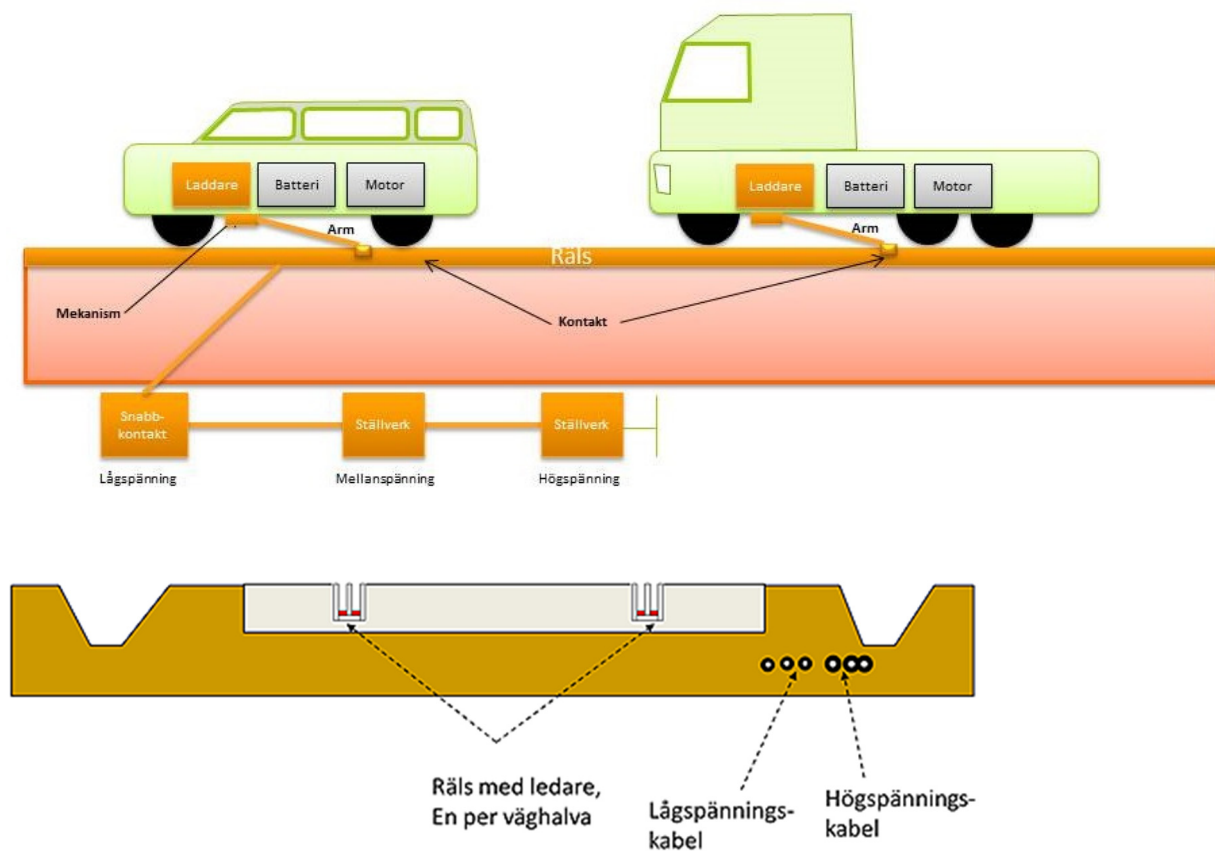 Laddare
Batteri
Motor
Laddare
Batteri
Motor
Arm
Arm
Räls
Mekanism
Kontakt
Snabb-
kontakt
Ställverk
Ställverk
Lågspänning
Mellanspänning
Högspänning
Räls med ledare,
En per väghalva
Lågspännings-
kabel
Högspännings-
kabel